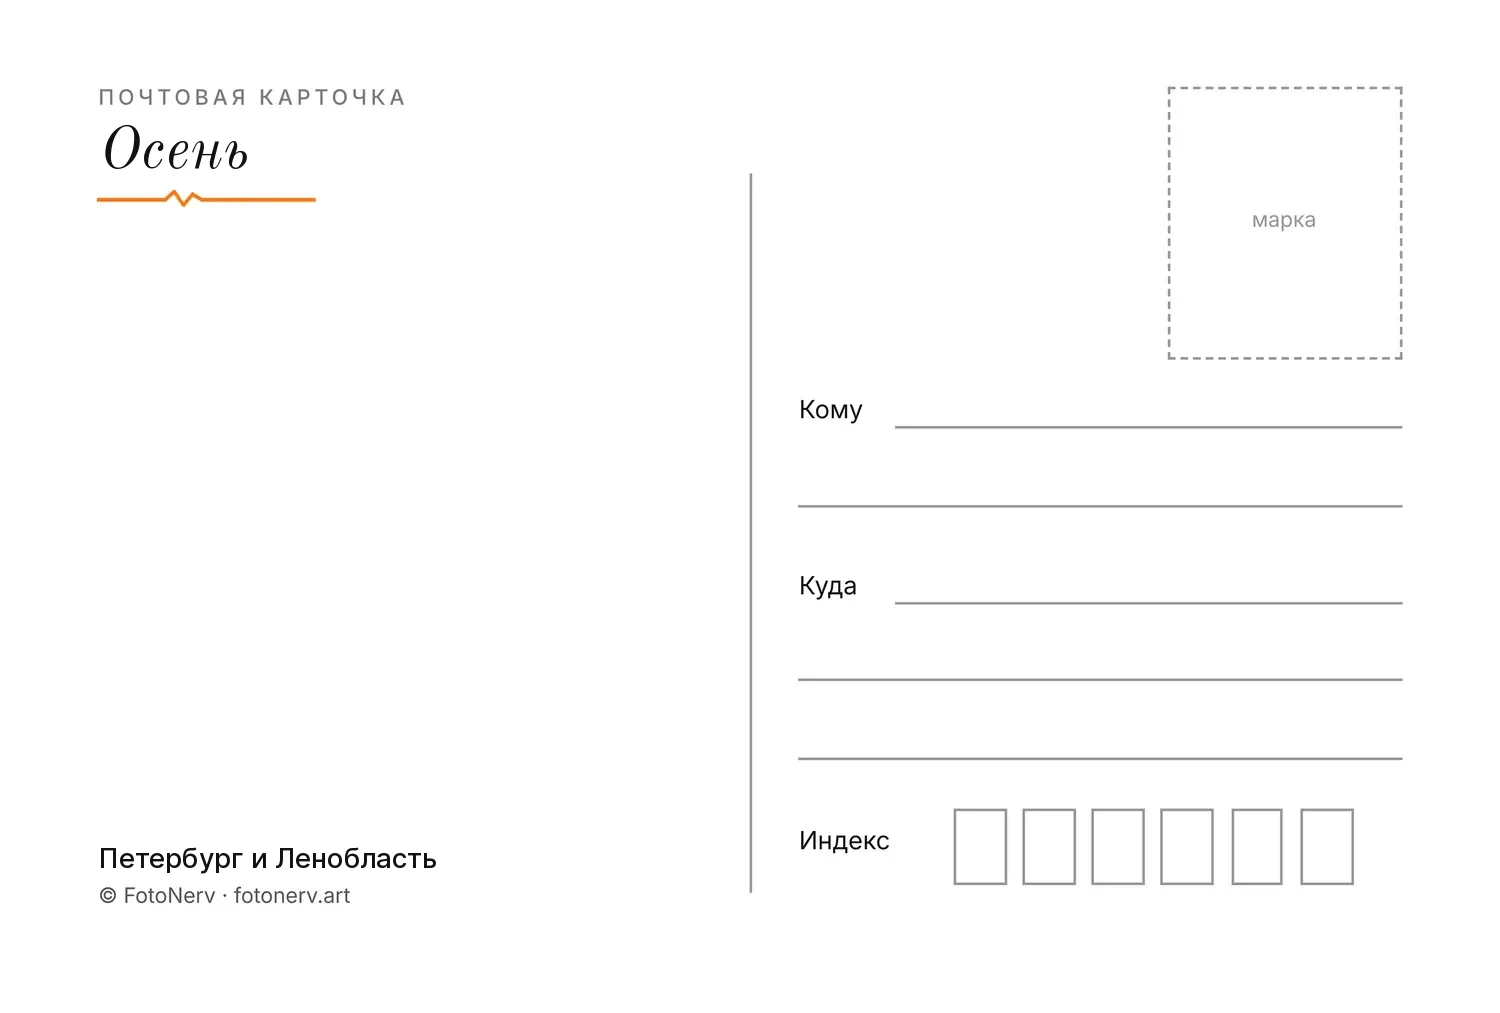 ПОЧТОВАЯ КАРТОЧКА
Осень
марка
Кому
Куда
Индекс
Петербург и Ленобласть
© FotoNerv · fotonerv.art